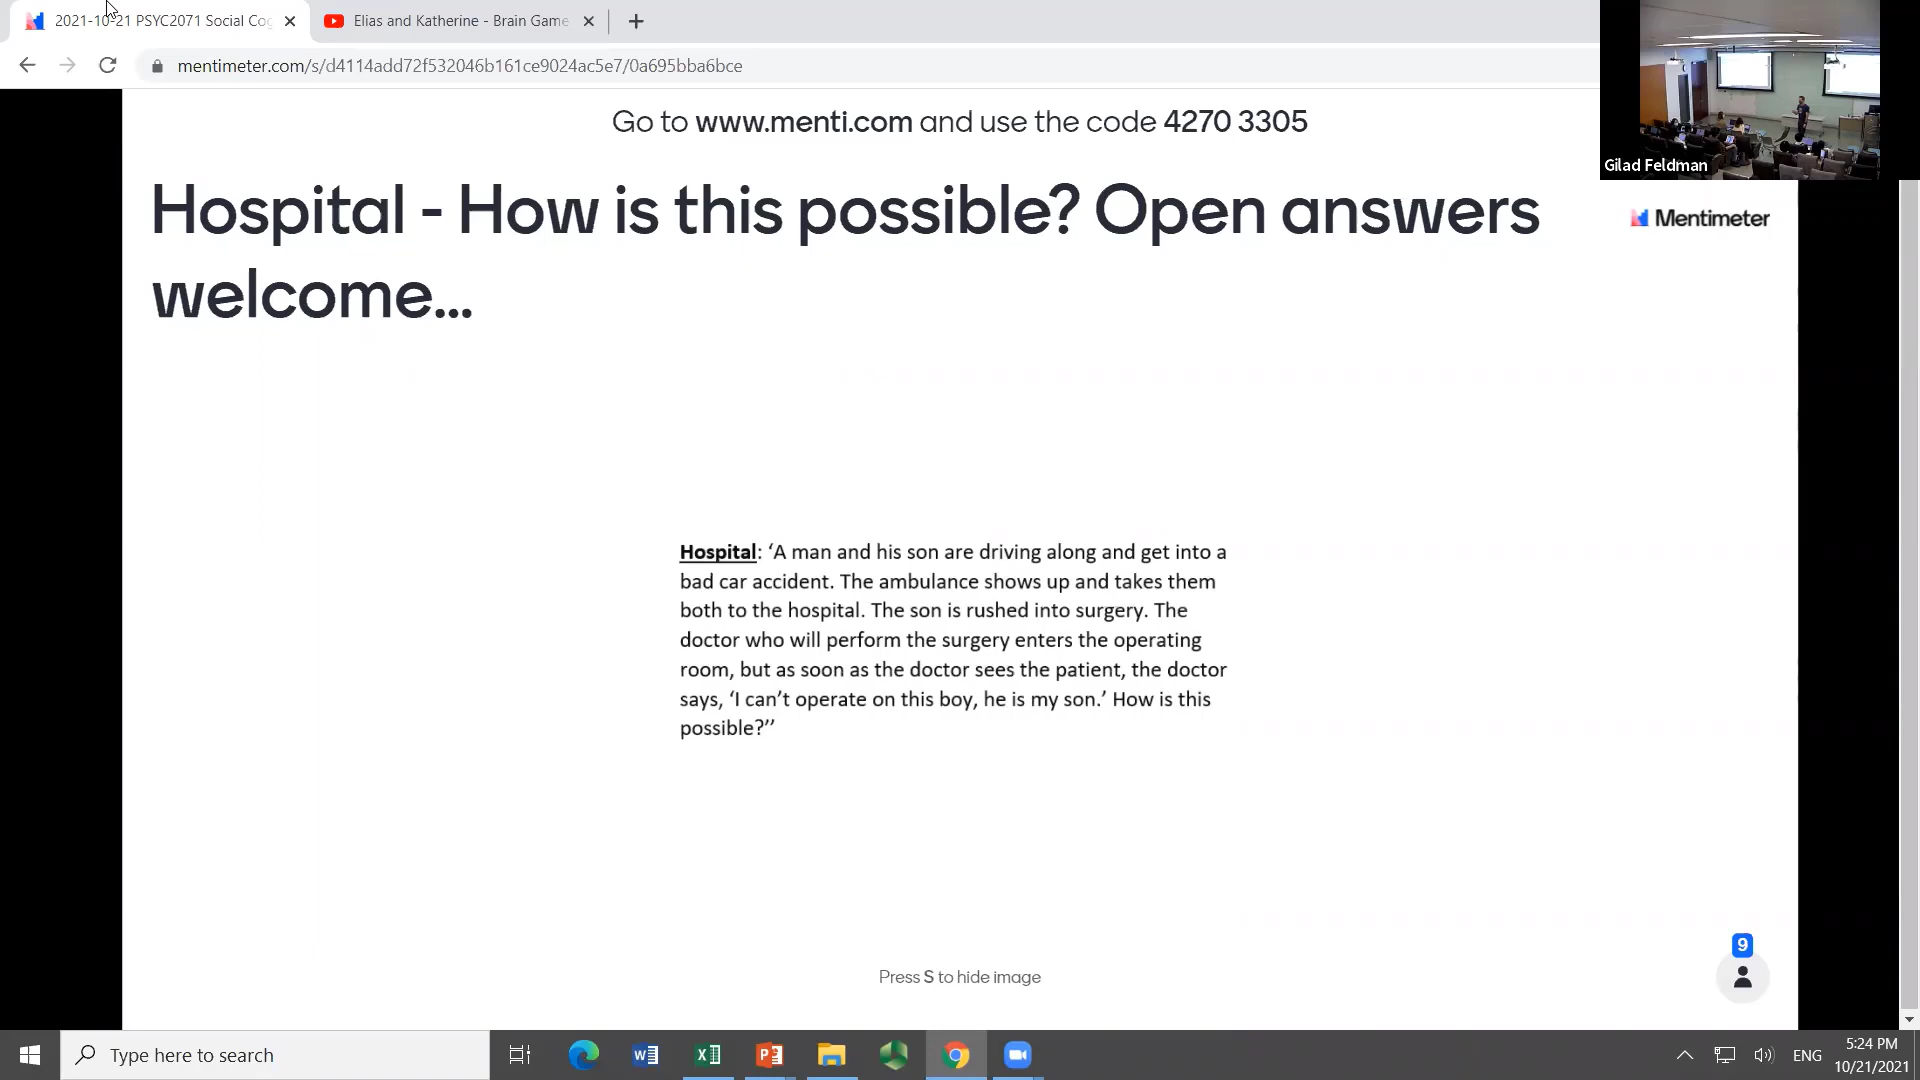 2021-10-21 PSYC2071 Social Cog
Elias and Katherine - Brain Game
mentimeter.com/s/d4114add72f532046b161ce9024ac5e7/0a695bba6bce
Gilad Feldman
Go to www.menti.com and use the code 4270 3305
Hospital - How is this possible? Open answers
welcome...
Mentimeter
Hospital: ‘A man and his son are driving along and get into a
bad car accident. The ambulance shows up and takes them
both to the hospital. The son is rushed into surgery. The
doctor who will perform the surgery enters the operating
room, but as soon as the doctor sees the patient, the doctor
says, ‘I can’t operate on this boy, he is my son.’ How is this
possible?’’
9
Press S to hide image
Type here to search
ENG
5:24 PM
10/21/2021